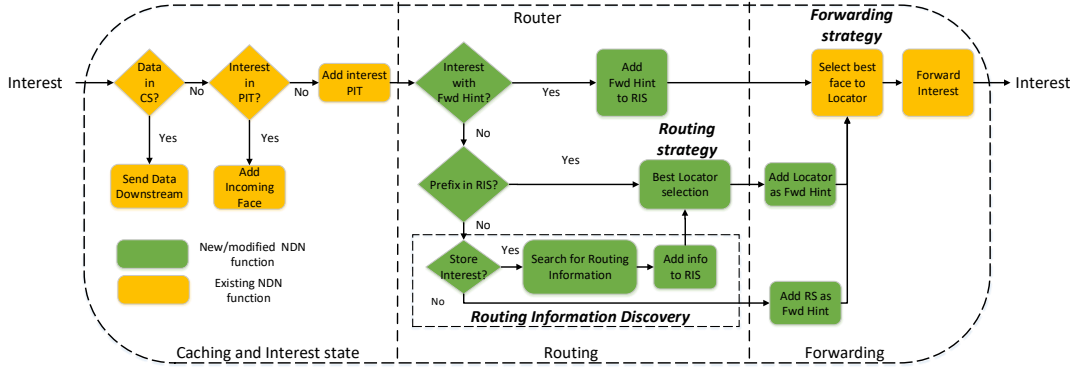 Router
Interest
Data
in
CS?
No
Interest
in
PIT?
No
Add interest
PIT
Yes
Send Data
Downstream
Yes
Add
Incoming
Face
New/modified NDN
function
Existing NDN
function
Caching and Interest state
Interest
with
Fwd Hint?
Yes
Add
Fwd Hint
to RIS
No
Prefix in RIS?
Yes
Routing
strategy
Best Locator
selection
No
Store
Interest?
Yes
Search for Routing
Information
Add info
to RIS
No
Routing Information Discovery
Routing
Forwarding
strategy
Select best
face to
Locator
Forward
Interest
Interest
Add Locator
as Fwd Hint
Add RS as
Fwd Hint
Forwarding